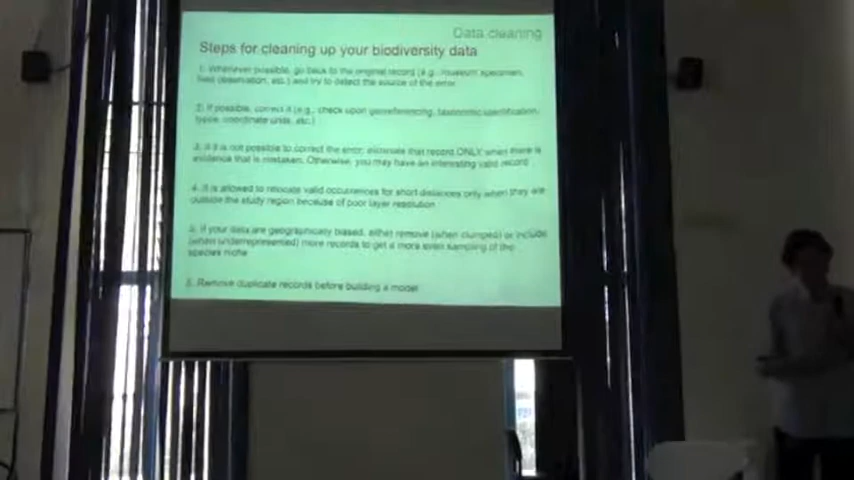 Data cleaning
Steps for cleaning up your biodiversity data
1. Whenever possible, go back to the original record (e.g., museum specimen,
field observation, etc.) and try to detect the source of the error
2. If possible, correct it (e.g., check upon georeferencing, taxonomic identification,
typos, coordinate units, etc.)
3. If it is not possible to correct the error, eliminate that record ONLY when there is
evidence that is mistaken. Otherwise, you may have an interesting valid record
4. It is allowed to relocate valid occurrences for short distances only when they are
outside the study region because of poor layer resolution
If your data are geographically biased, either remove (when clumped) or include
(when underrepresented) more records to get a more even sampling of the
species niche
Remove duplicate records before building a model